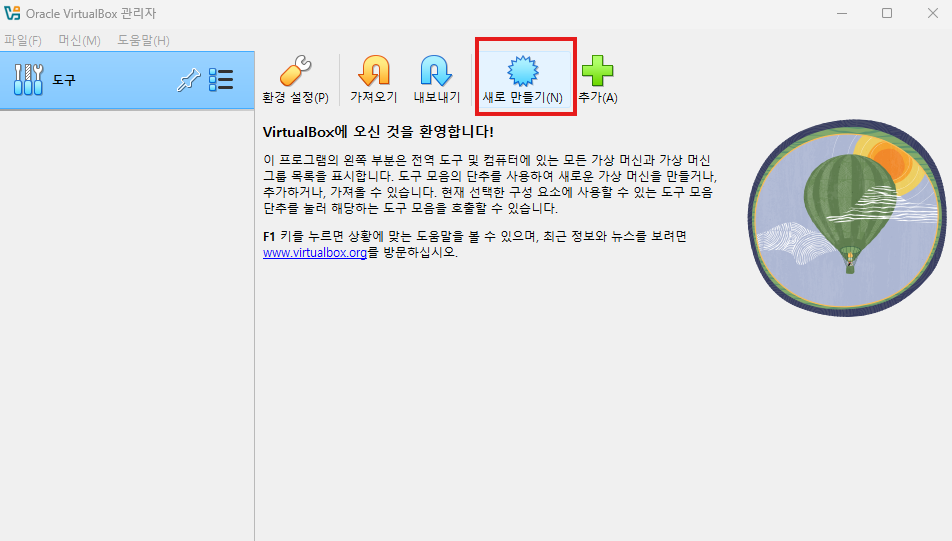 Oracle VirtualBox 관리자
파일(F) 머신(M) 도움말(H)
도구
환경 설정(P) 가져오기 내보내기 새로 만들기(N) 추가(A)
VirtualBox에 오신 것을 환영합니다!
이 프로그램의 왼쪽 부분은 전역 도구 및 컴퓨터에 있는 모든 가상 머신과 가상 머신
그룹 목록을 표시합니다. 도구 모음의 단추를 사용하여 새로운 가상 머신을 만들거나,
추가하거나, 가져올 수 있습니다. 현재 선택한 구성 요소에 사용할 수 있는 도구 모음
단추를 눌러 해당하는 도구 모음을 호출할 수 있습니다.
F1 키를 누르면 상황에 맞는 도움말을 볼 수 있으며, 최근 정보와 뉴스를 보려면
www.virtualbox.org를 방문하십시오.